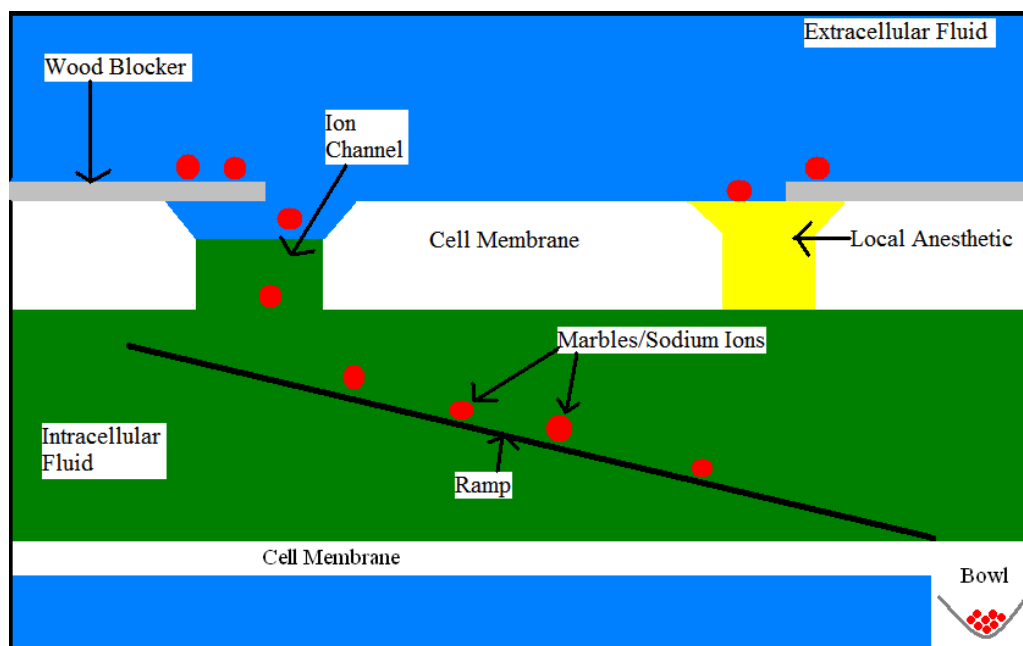 Extracellular Fluid
Wood Blocker
Ion
Channel
Cell Membrane
Local Anesthetic
Marbles/Sodium Ions
Intracellular
Fluid
Ramp
Cell Membrane
Bowl